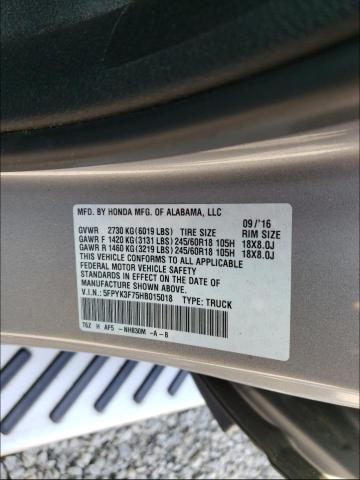 MFD. BY HONDA MFG. OF ALABAMA, LLC 09/'16
GVWR 2730 KG(6019 LBS) TIRE SIZE RIM SIZE
GAWR F 1420 KG(3131 LBS) 245/60R18 105H 18X8.0J
GAWR R 1460 KG(3219 LBS) 245/60R18 105H 18X8.0J
THIS VEHICLE CONFORMS TO ALL APPLICABLE
FEDERAL MOTOR VEHICLE SAFETY
STANDARDS IN EFFECT ON THE DATE OF
MANUFACTURE SHOWN ABOVE.
V.I.N.: 5FPYK3F75HB015018 TYPE: TRUCK
T6Z H AF5 -NH830M -A-B